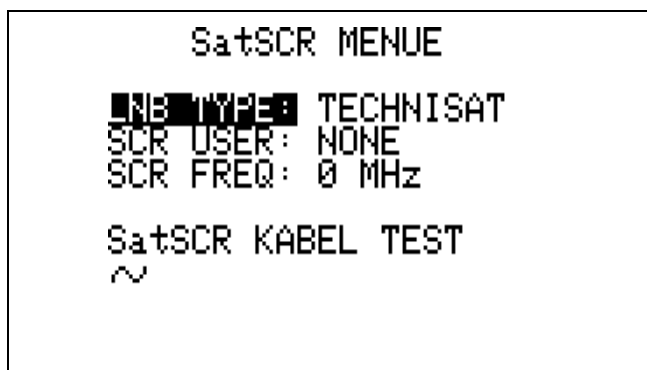 SatSCR MENUE
LNB TYPE: TECHNISAT
SCR USER: NONE
SCR FREQ: 0 MHz
SatSCR KABEL TEST
~